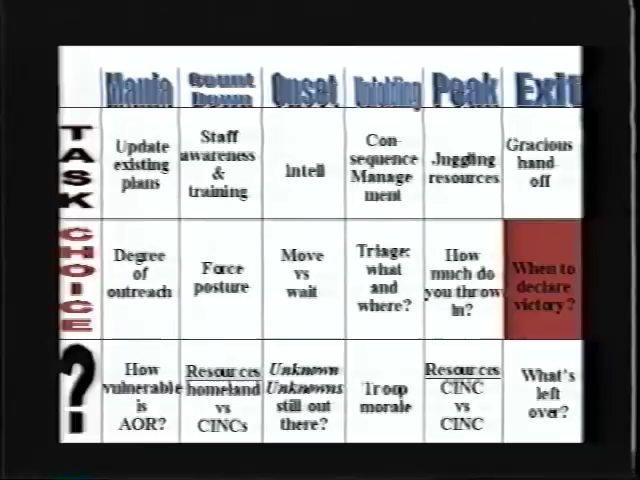 Mania Count Down Onset Unfolding Peak Exit
TASK
Update existing plans
Staff awareness & training
Intell
Con-sequence Manage ment
Juggling resources
Gracious hand-off
CHOICE
Degree of outreach
Force posture
Move vs wait
Triage: what and where?
How much do you throw in?
When to declare victory?
?
How vulnerable is AOR?
Resources homeland vs CINCs
Unknown Unknowns still out there?
Troop morale
Resources CINC vs CINC
What's left over?